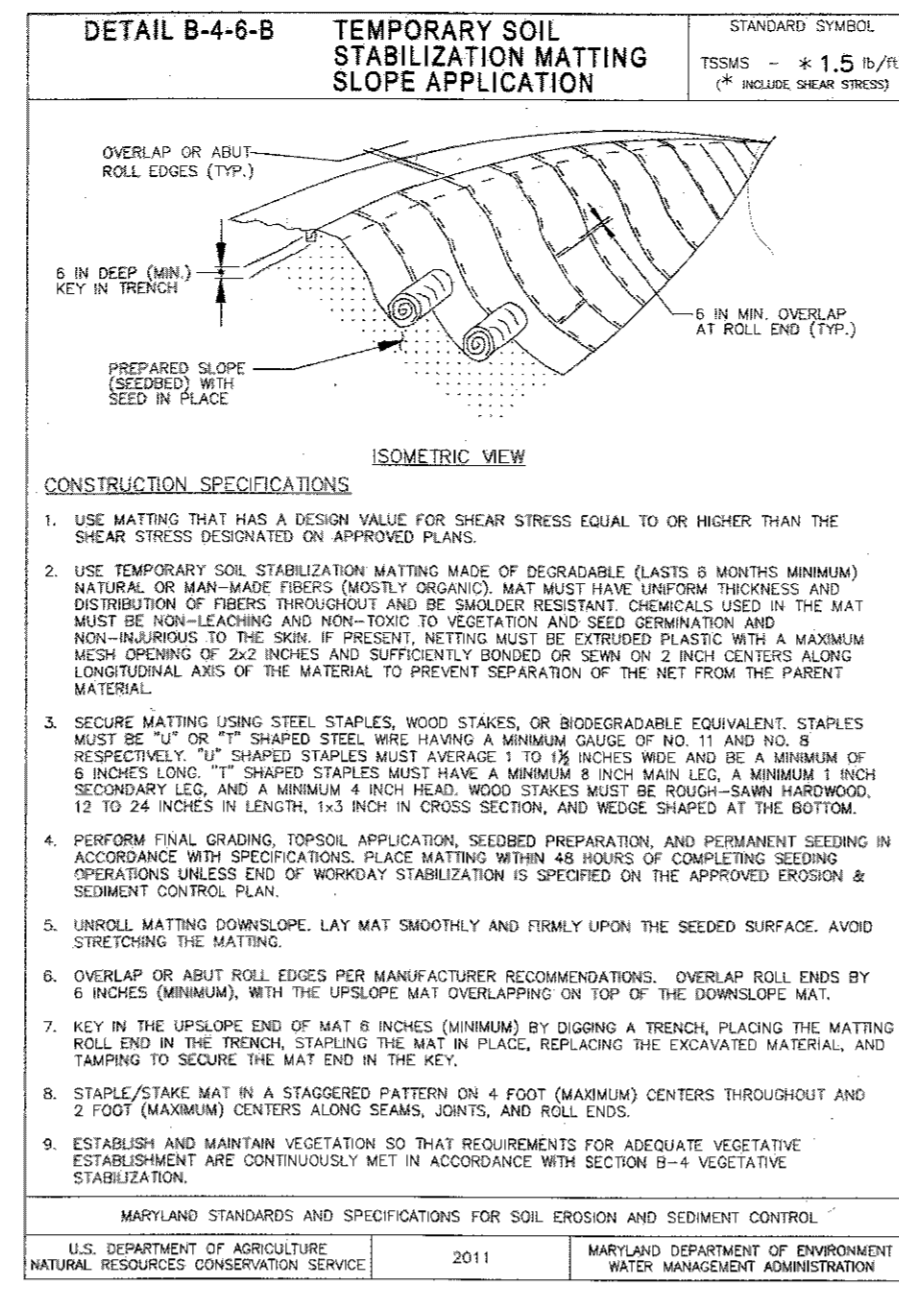 DETAIL B-4-6-B
TEMPORARY SOIL
STABILIZATION MATTING
SLOPE APPLICATION
STANDARD SYMBOL
TSSMS - * 1.5 lb/ft
(* INCLUDE SHEAR STRESS)
OVERLAP OR ABUT
ROLL EDGES (TYP.)
6 IN DEEP (MIN.)
KEY IN TRENCH
6 IN MIN. OVERLAP
AT ROLL END (TYP.)
PREPARED SLOPE
(SEEDBED) WITH
SEED IN PLACE
ISOMETRIC VIEW
CONSTRUCTION SPECIFICATIONS
1. USE MATTING THAT HAS A DESIGN VALUE FOR SHEAR STRESS EQUAL TO OR HIGHER THAN THE
SHEAR STRESS DESIGNATED ON APPROVED PLANS.
2. USE TEMPORARY SOIL STABILIZATION MATTING MADE OF DEGRADABLE (LASTS 6 MONTHS MINIMUM)
NATURAL OR MAN-MADE FIBERS (MOSTLY ORGANIC). MAT MUST HAVE UNIFORM THICKNESS AND
DISTRIBUTION OF FIBERS THROUGHOUT AND BE SMOLDER RESISTANT. CHEMICALS USED IN THE MAT
MUST BE NON-LEACHING AND NON-TOXIC TO VEGETATION AND SEED GERMINATION AND
NON-INJURIOUS TO THE SKIN. IF PRESENT, NETTING MUST BE EXTRUDED PLASTIC WITH A MAXIMUM
MESH OPENING OF 2x2 INCHES AND SUFFICIENTLY BONDED OR SEWN ON 2 INCH CENTERS ALONG
LONGITUDINAL AXIS OF THE MATERIAL TO PREVENT SEPARATION OF THE NET FROM THE PARENT
MATERIAL.
3. SECURE MATTING USING STEEL STAPLES, WOOD STAKES, OR BIODEGRADABLE EQUIVALENT. STAPLES
MUST BE "U" OR "T" SHAPED STEEL WIRE HAVING A MINIMUM GAUGE OF NO. 11 AND NO. 8
RESPECTIVELY. "U" SHAPED STAPLES MUST AVERAGE 1 TO 1½ INCHES WIDE AND BE A MINIMUM OF
6 INCHES LONG. "T" SHAPED STAPLES MUST HAVE A MINIMUM 8 INCH MAIN LEG, A MINIMUM 1 INCH
SECONDARY LEG, AND A MINIMUM 4 INCH HEAD. WOOD STAKES MUST BE ROUGH-SAWN HARDWOOD,
12 TO 24 INCHES IN LENGTH, 1x3 INCH IN CROSS SECTION, AND WEDGE SHAPED AT THE BOTTOM.
4. PERFORM FINAL GRADING, TOPSOIL APPLICATION, SEEDBED PREPARATION, AND PERMANENT SEEDING IN
ACCORDANCE WITH SPECIFICATIONS. PLACE MATTING WITHIN 48 HOURS OF COMPLETING SEEDING
OPERATIONS UNLESS END OF WORKDAY STABILIZATION IS SPECIFIED ON THE APPROVED EROSION &
SEDIMENT CONTROL PLAN.
5. UNROLL MATTING DOWNSLOPE. LAY MAT SMOOTHLY AND FIRMLY UPON THE SEEDED SURFACE. AVOID
STRETCHING THE MATTING.
6. OVERLAP OR ABUT ROLL EDGES PER MANUFACTURER RECOMMENDATIONS. OVERLAP ROLL ENDS BY
6 INCHES (MINIMUM), WITH THE UPSLOPE MAT OVERLAPPING ON TOP OF THE DOWNSLOPE MAT.
7. KEY IN THE UPSLOPE END OF MAT 6 INCHES (MINIMUM) BY DIGGING A TRENCH, PLACING THE MATTING
ROLL END IN THE TRENCH, STAPLING THE MAT IN PLACE, REPLACING THE EXCAVATED MATERIAL, AND
TAMPING TO SECURE THE MAT END IN THE KEY.
8. STAPLE/STAKE MAT IN A STAGGERED PATTERN ON 4 FOOT (MAXIMUM) CENTERS THROUGHOUT AND
2 FOOT (MAXIMUM) CENTERS ALONG SEAMS, JOINTS, AND ROLL ENDS.
9. ESTABLISH AND MAINTAIN VEGETATION SO THAT REQUIREMENTS FOR ADEQUATE VEGETATIVE
ESTABLISHMENT ARE CONTINUOUSLY MET IN ACCORDANCE WITH SECTION B-4 VEGETATIVE
STABILIZATION.
MARYLAND STANDARDS AND SPECIFICATIONS FOR SOIL EROSION AND SEDIMENT CONTROL
U.S. DEPARTMENT OF AGRICULTURE
NATURAL RESOURCES CONSERVATION SERVICE
2011
MARYLAND DEPARTMENT OF ENVIRONMENT
WATER MANAGEMENT ADMINISTRATION